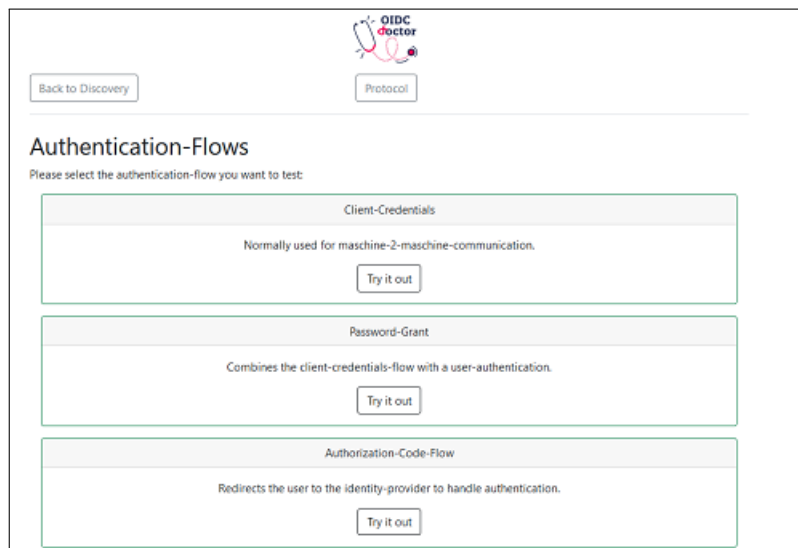 OIDC
doctor
Back to Discovery
Protocol
Authentication-Flows
Please select the authentication-flow you want to test:
Client-Credentials
Normally used for maschine-2-maschine-communication.
Try it out
Password-Grant
Combines the client-credentials-flow with a user-authentication.
Try it out
Authorization-Code-Flow
Redirects the user to the identity-provider to handle authentication.
Try it out